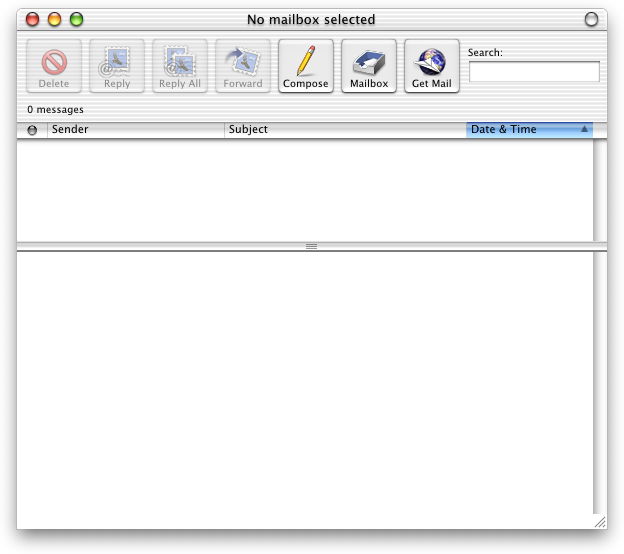 No mailbox selected
Delete
Reply
Reply All
Forward
Compose
Mailbox
Get Mail
Search:
0 messages
Sender
Subject
Date & Time